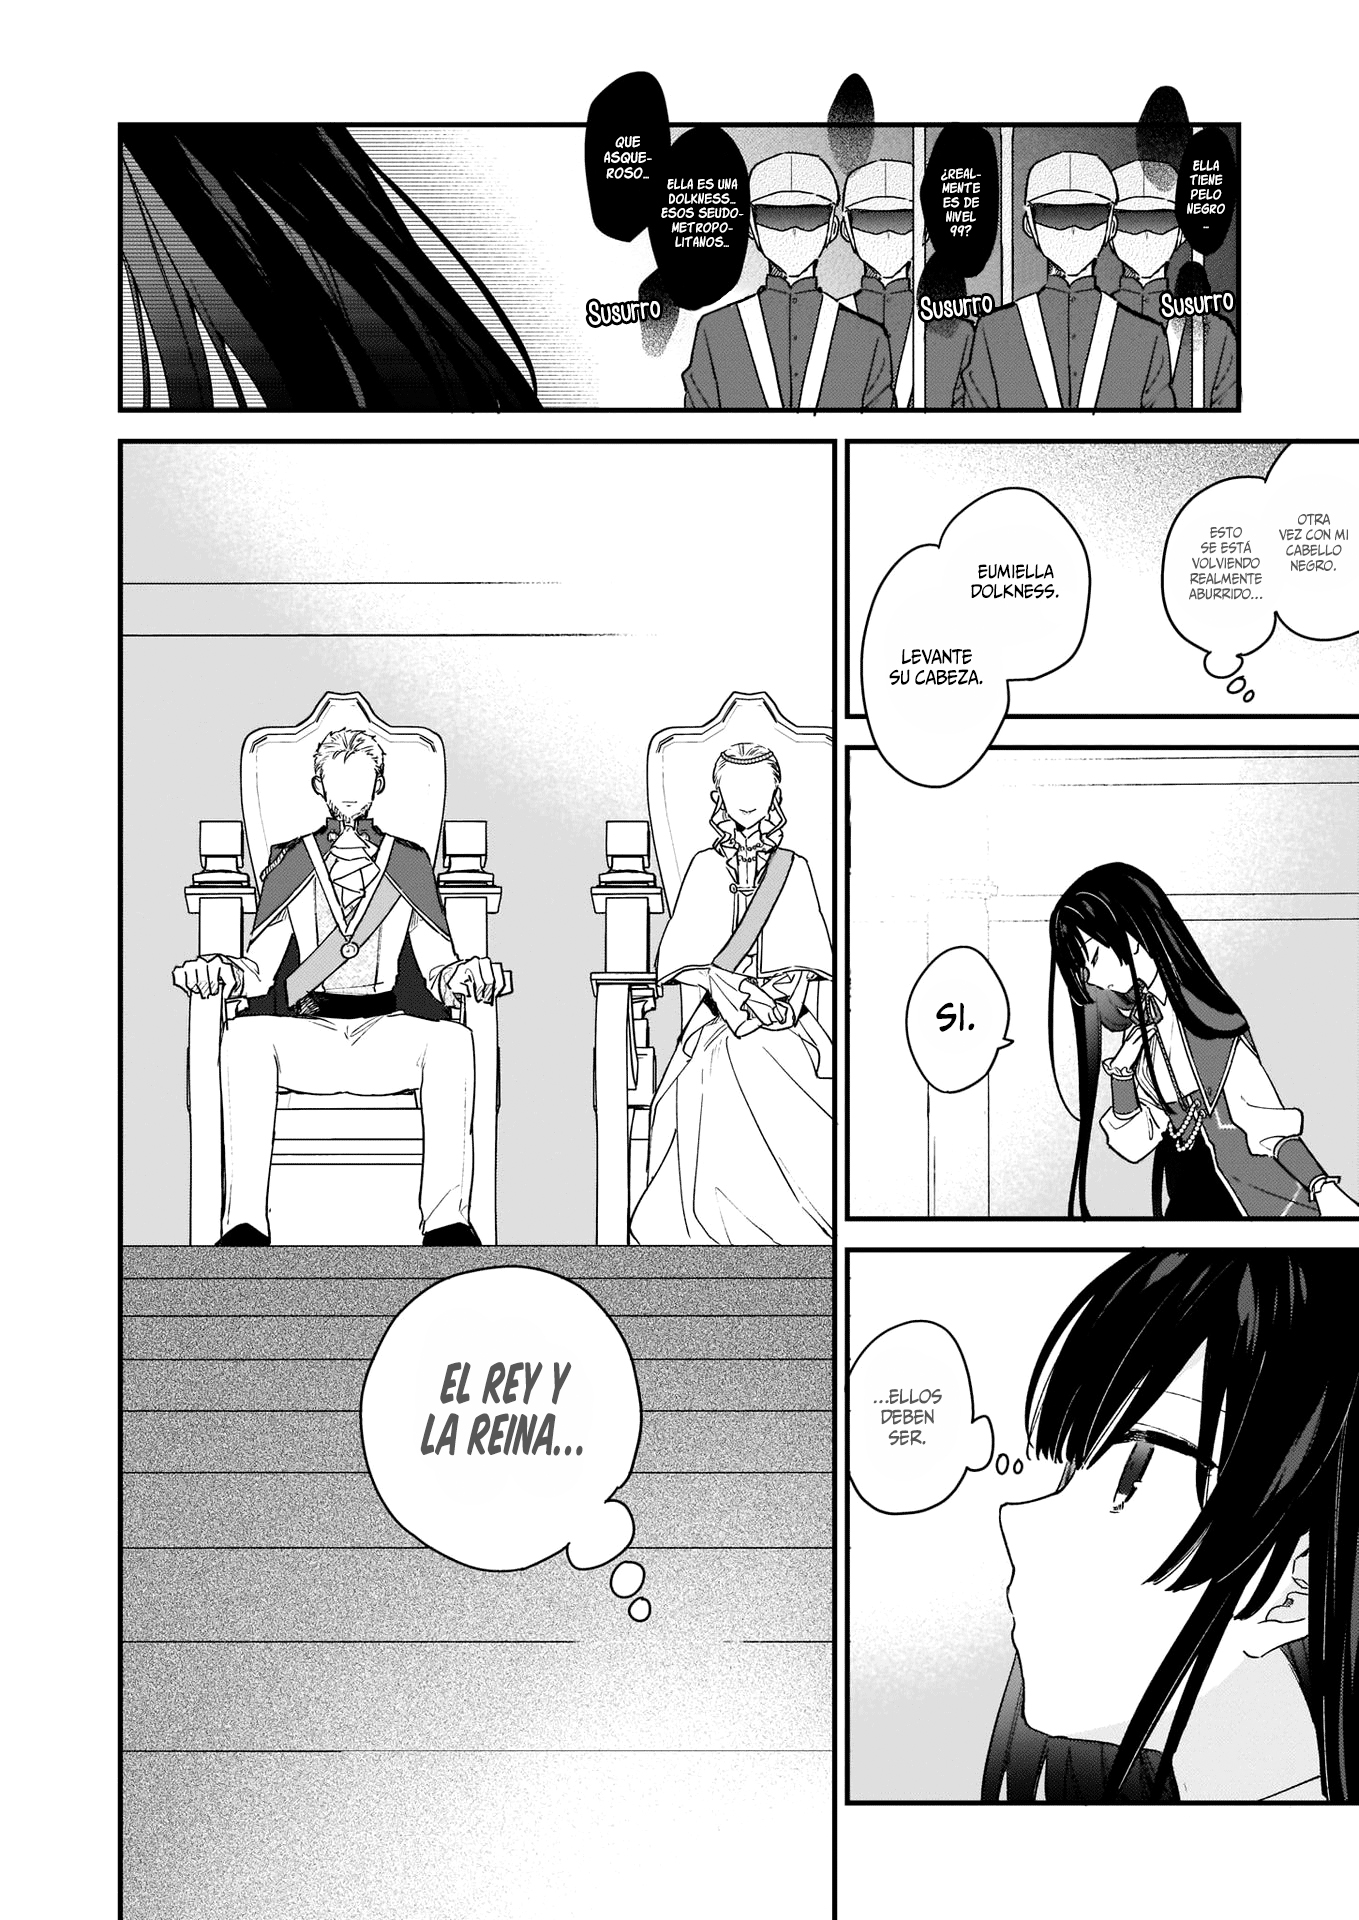 ELLA
TIENE
PELO
NEGRO
...
Susurro
¿REAL-
MENTE
ES DE
NIVEL
99?
Susurro
ELLA ES UNA
DOLKNESS...
ESOS SEUDO-
METROPO-
LITANOS...
QUE
ASQUE-
ROSO...
Susurro
OTRA
VEZ CON MI
CABELLO
NEGRO.
ESTO
SE ESTÁ
VOLVIENDO
REALMENTE
ABURRIDO...
EUMIELLA
DOLKNESS.
LEVANTE
SU CABEZA.
SI.
...ELLOS
DEBEN
SER.
EL REY Y
LA REINA...